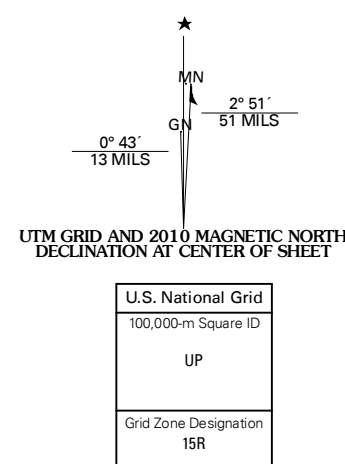 ★
MN
GN
2° 51´
51 MILS
0° 43´
13 MILS
UTM GRID AND 2010 MAGNETIC NORTH
DECLINATION AT CENTER OF SHEET
U.S. National Grid
100,000-m Square ID
UP
Grid Zone Designation
15R